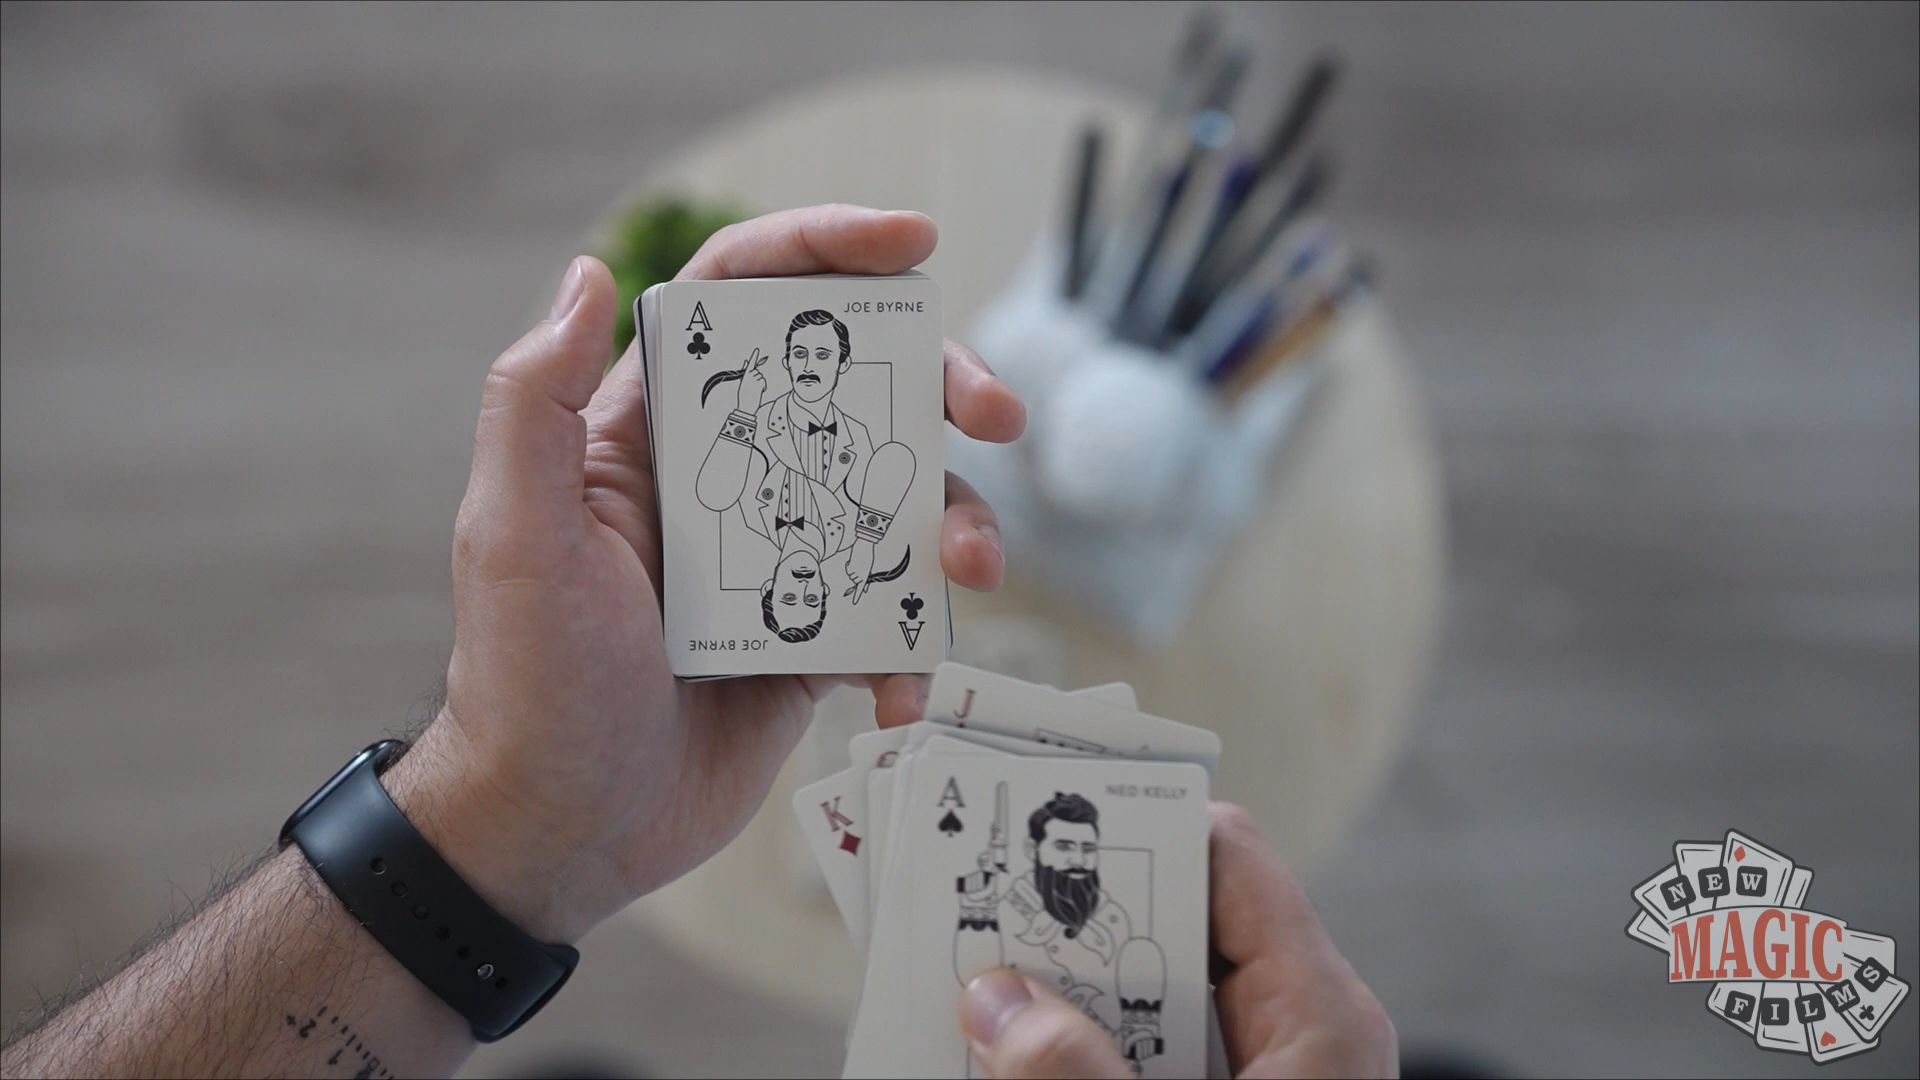 A
JOE BYRNE
JOE BYRNE
A
J
K
A
NED KELLY
NEW
MAGIC
FILMS